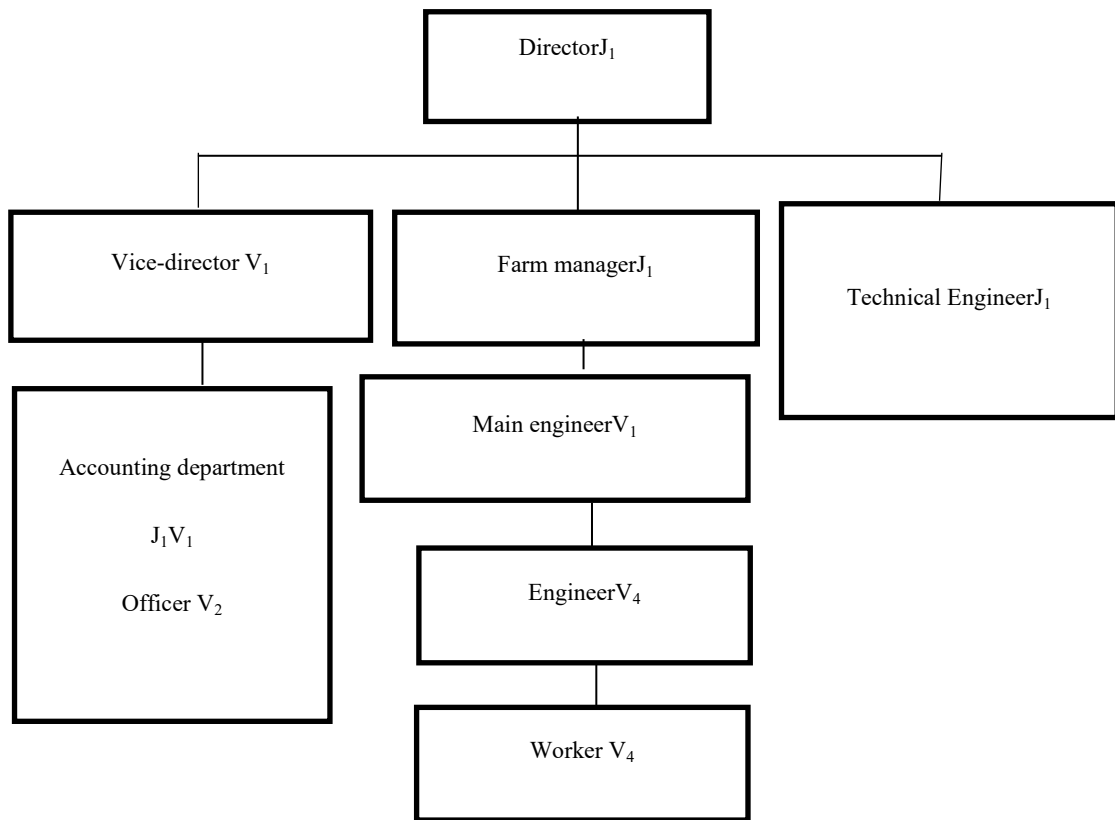 DirectorJ₁
Vice-director V₁
Farm managerJ₁
Technical EngineerJ₁
Main engineerV₁
Accounting department
J₁V₁
Officer V₂
EngineerV₄
Worker V₄